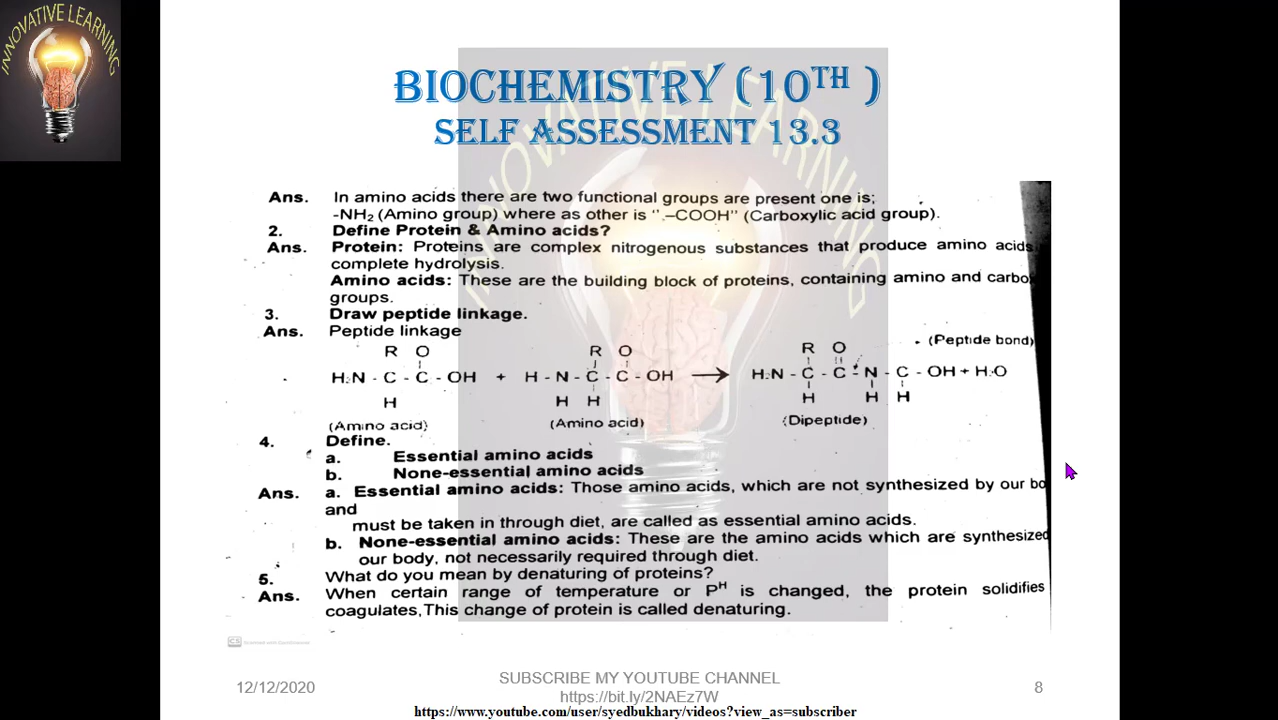 INNOVATIVE LEARNING
BIOCHEMISTRY (10TH )
SELF ASSESSMENT 13.3
Ans. In amino acids there are two functional groups are present one is;
-NH₂ (Amino group) where as other is ".–COOH" (Carboxylic acid group).
2. Define Protein & Amino acids?
Ans. Protein: Proteins are complex nitrogenous substances that produce amino acids
complete hydrolysis.
Amino acids: These are the building block of proteins, containing amino and carbo
groups.
3. Draw peptide linkage.
Ans. Peptide linkage
(Peptide bond)
R O R O R O
H₂N - C - C - OH + H - N - C - C - OH → H₂N - C - C - N - C - OH + H₂O
H H H H H H
(Amino acid) (Amino acid) (Dipeptide)
4. Define.
a. Essential amino acids
b. None-essential amino acids
Ans. a. Essential amino acids: Those amino acids, which are not synthesized by our bo
and
must be taken in through diet, are called as essential amino acids.
b. None-essential amino acids: These are the amino acids which are synthesized
our body, not necessarily required through diet.
5. What do you mean by denaturing of proteins?
Ans. When certain range of temperature or Pᴴ is changed, the protein solidifies
coagulates, This change of protein is called denaturing.
CS
12/12/2020
SUBSCRIBE MY YOUTUBE CHANNEL
https://bit.ly/2NAEz7W
8
https://www.youtube.com/user/syedbukhary/videos?view_as=subscriber